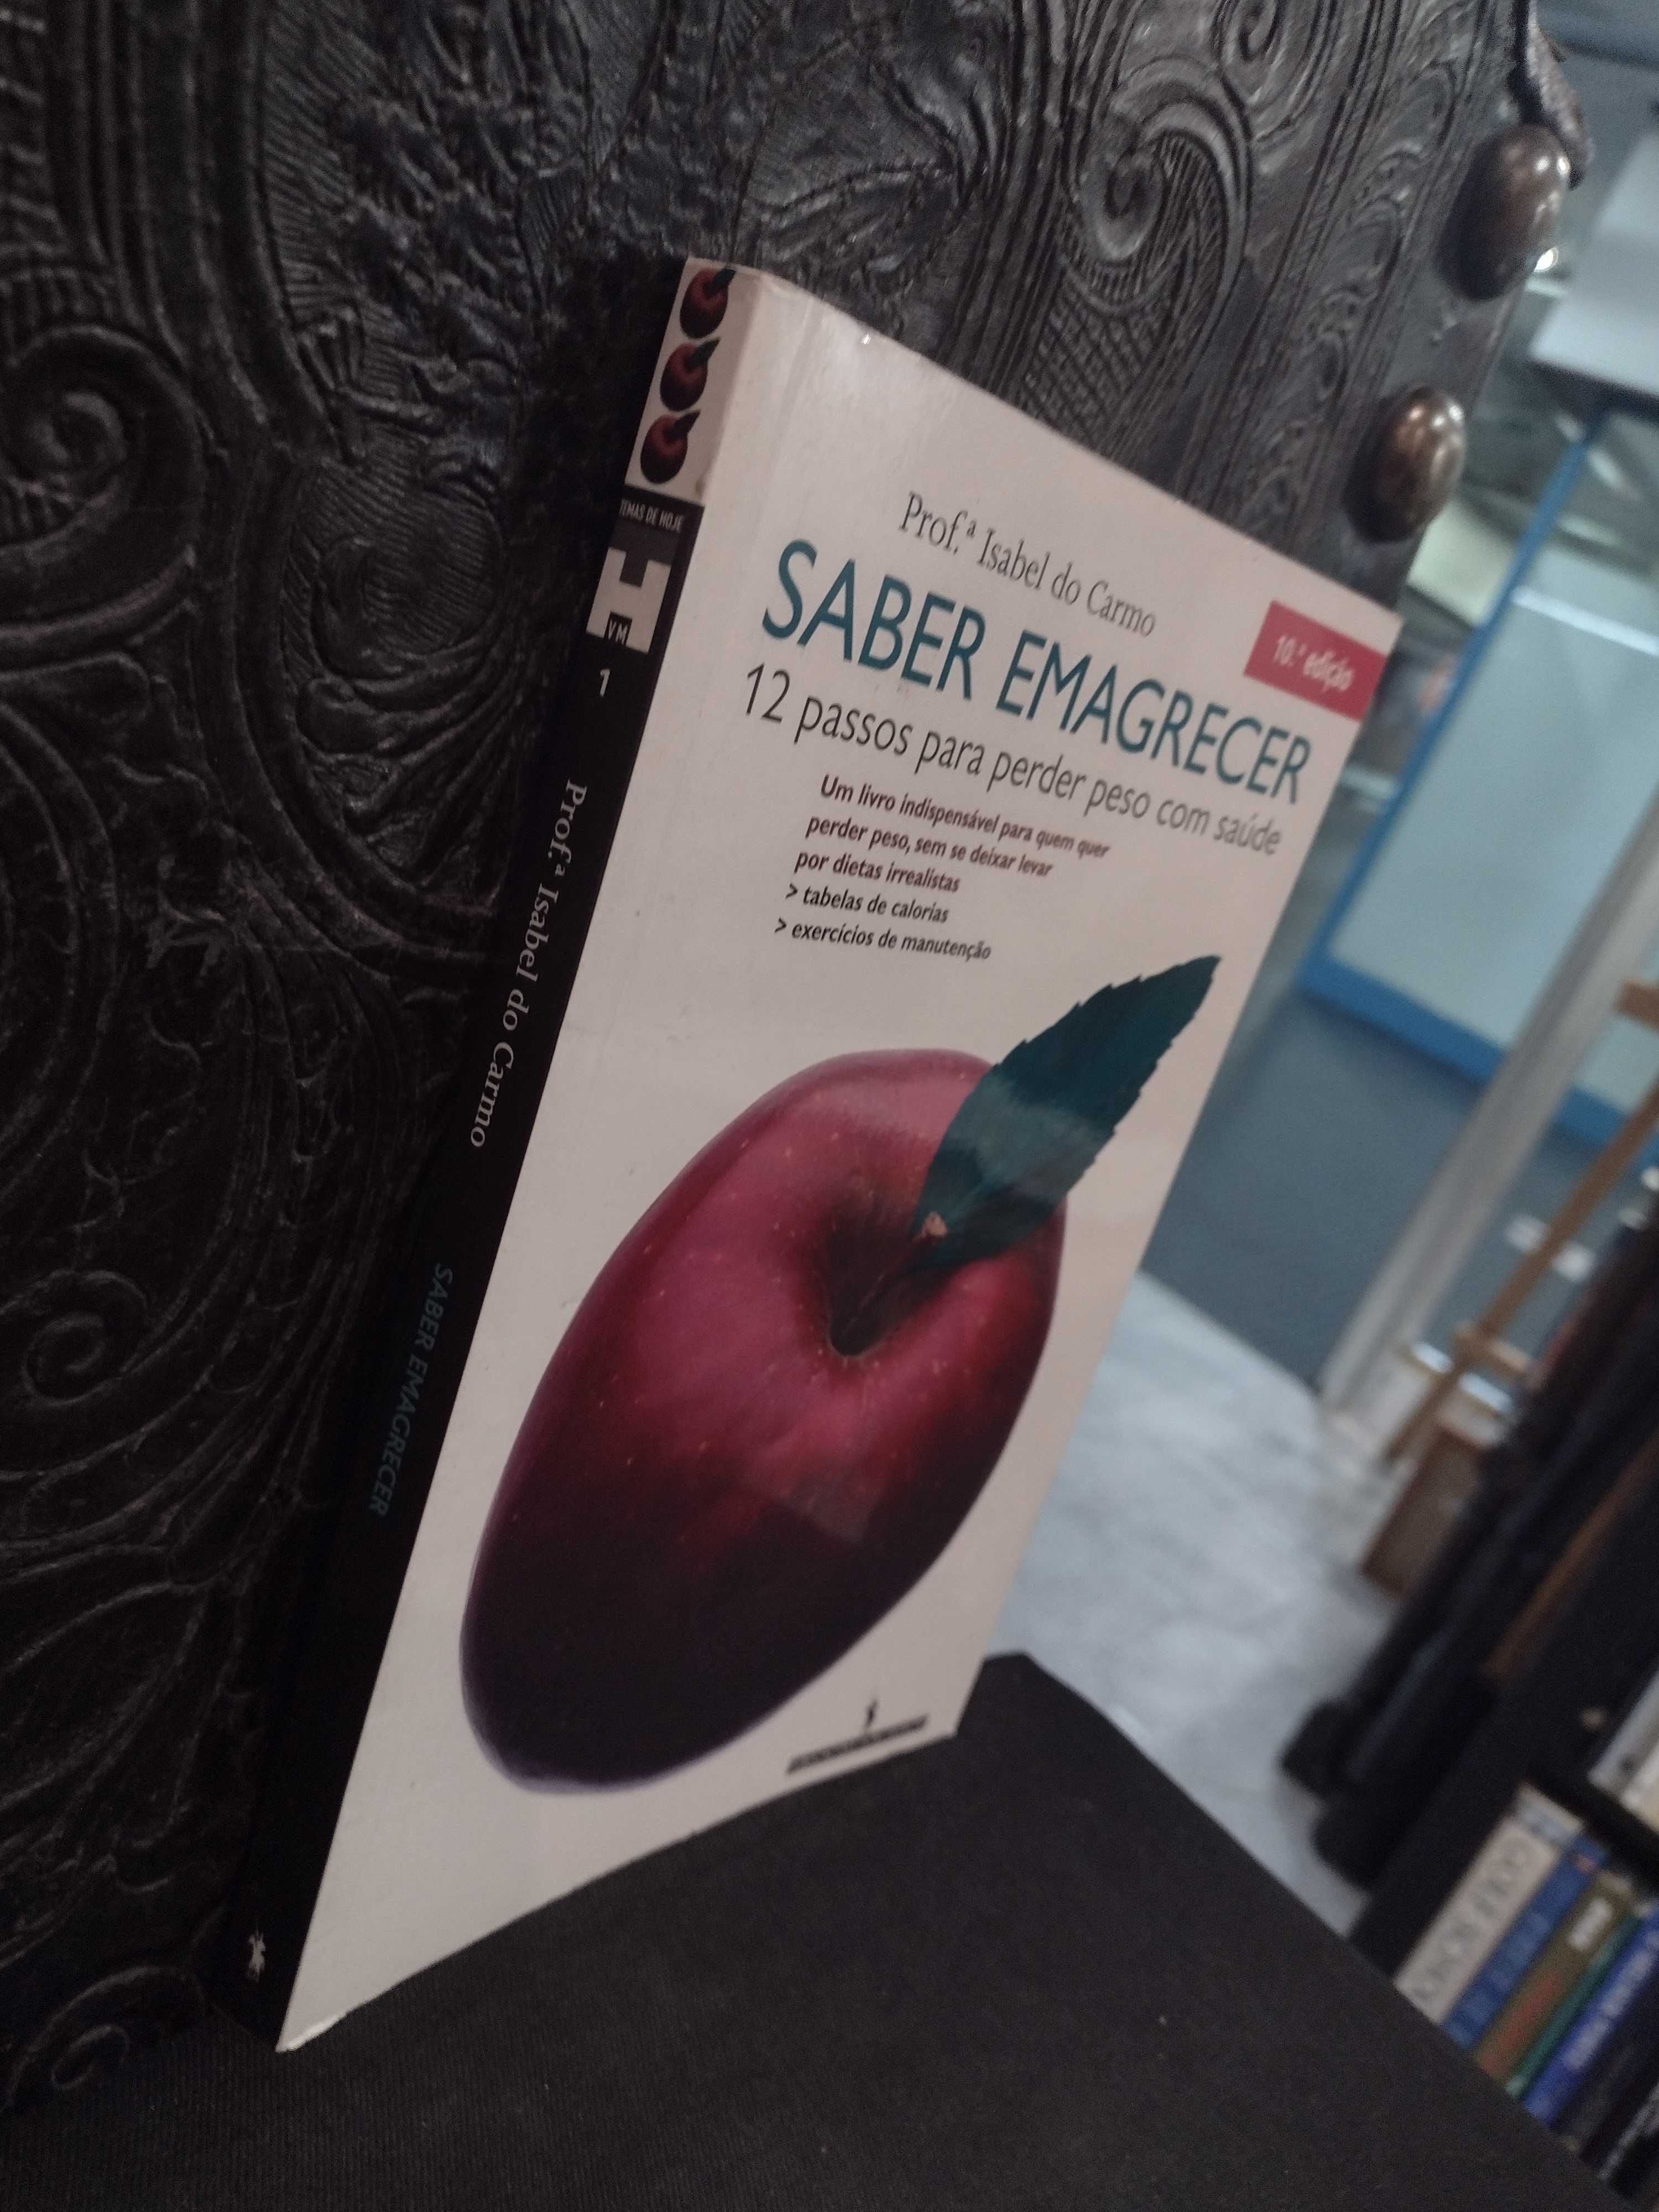 Prof.ª Isabel do Carmo
SABER EMAGRECER
10.ª edição
12 passos para perder peso com saúde
Um livro indispensável para quem quer
perder peso, sem se deixar levar
por dietas irrealistas
> tabelas de calorias
> exercícios de manutenção
TEMAS DE HOJE
H
VM
1
Prof.ª Isabel do Carmo
SABER EMAGRECER